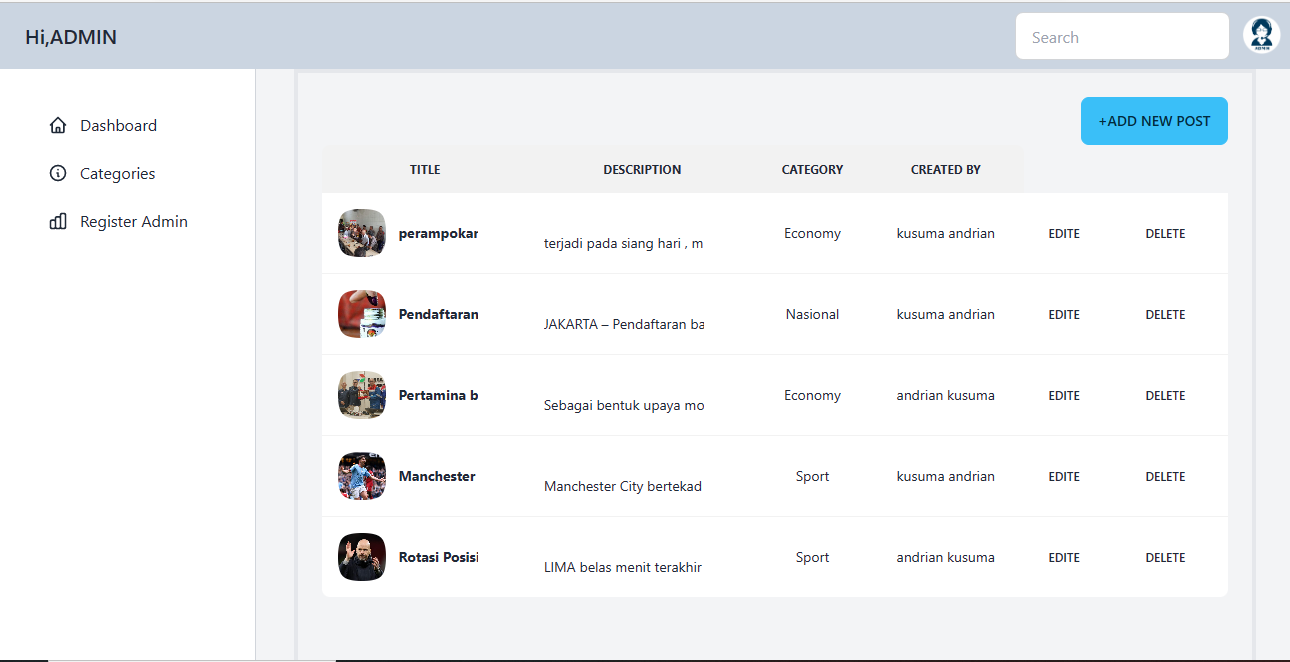 Hi,ADMIN
Search
Dashboard
Categories
Register Admin
+ADD NEW POST
TITLE DESCRIPTION CATEGORY CREATED BY
perampokar terjadi pada siang hari , m Economy kusuma andrian EDITE DELETE
Pendaftaran JAKARTA – Pendaftaran ba Nasional kusuma andrian EDITE DELETE
Pertamina b Sebagai bentuk upaya mo Economy andrian kusuma EDITE DELETE
Manchester Manchester City bertekad Sport kusuma andrian EDITE DELETE
Rotasi Posisi LIMA belas menit terakhir Sport andrian kusuma EDITE DELETE